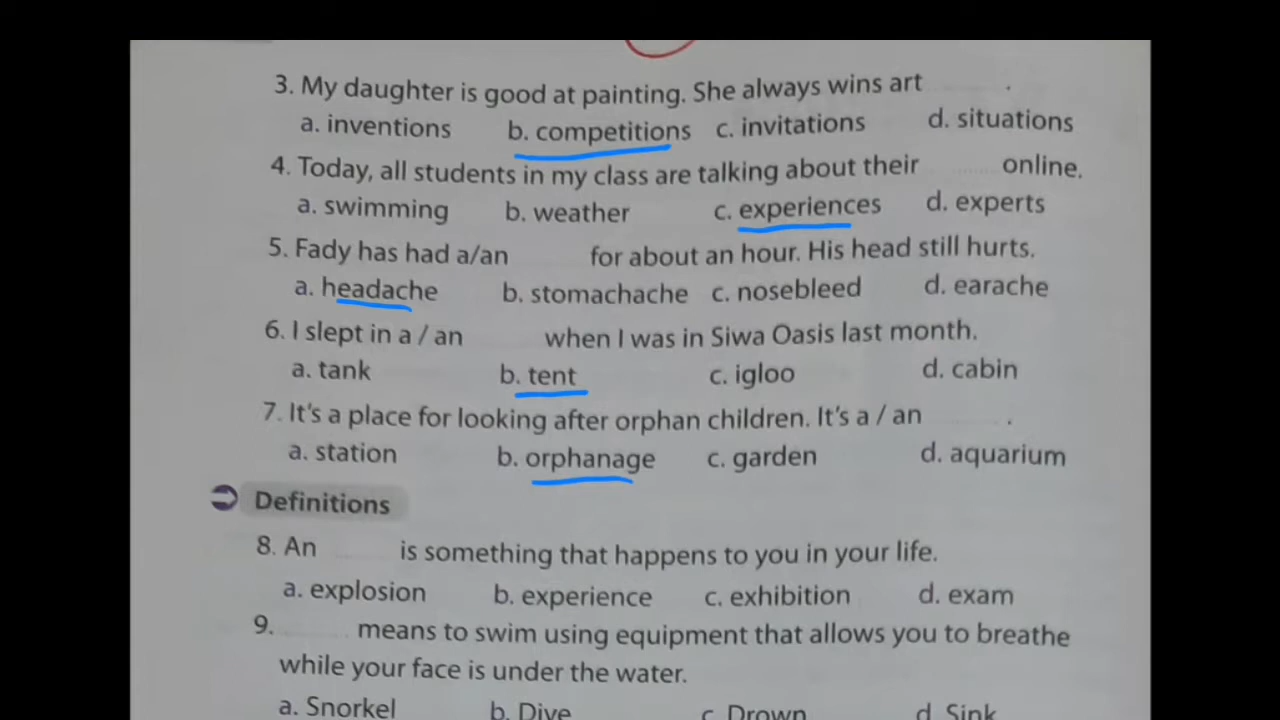 3. My daughter is good at painting. She always wins art .
a. inventions b. competitions c. invitations d. situations
4. Today, all students in my class are talking about their online.
a. swimming b. weather c. experiences d. experts
5. Fady has had a/an for about an hour. His head still hurts.
a. headache b. stomachache c. nosebleed d. earache
6. I slept in a / an when I was in Siwa Oasis last month.
a. tank b. tent c. igloo d. cabin
7. It's a place for looking after orphan children. It's a / an .
a. station b. orphanage c. garden d. aquarium
Definitions
8. An is something that happens to you in your life.
a. explosion b. experience c. exhibition d. exam
9. means to swim using equipment that allows you to breathe
while your face is under the water.
a. Snorkel b. Dive c. Drown d. Sink